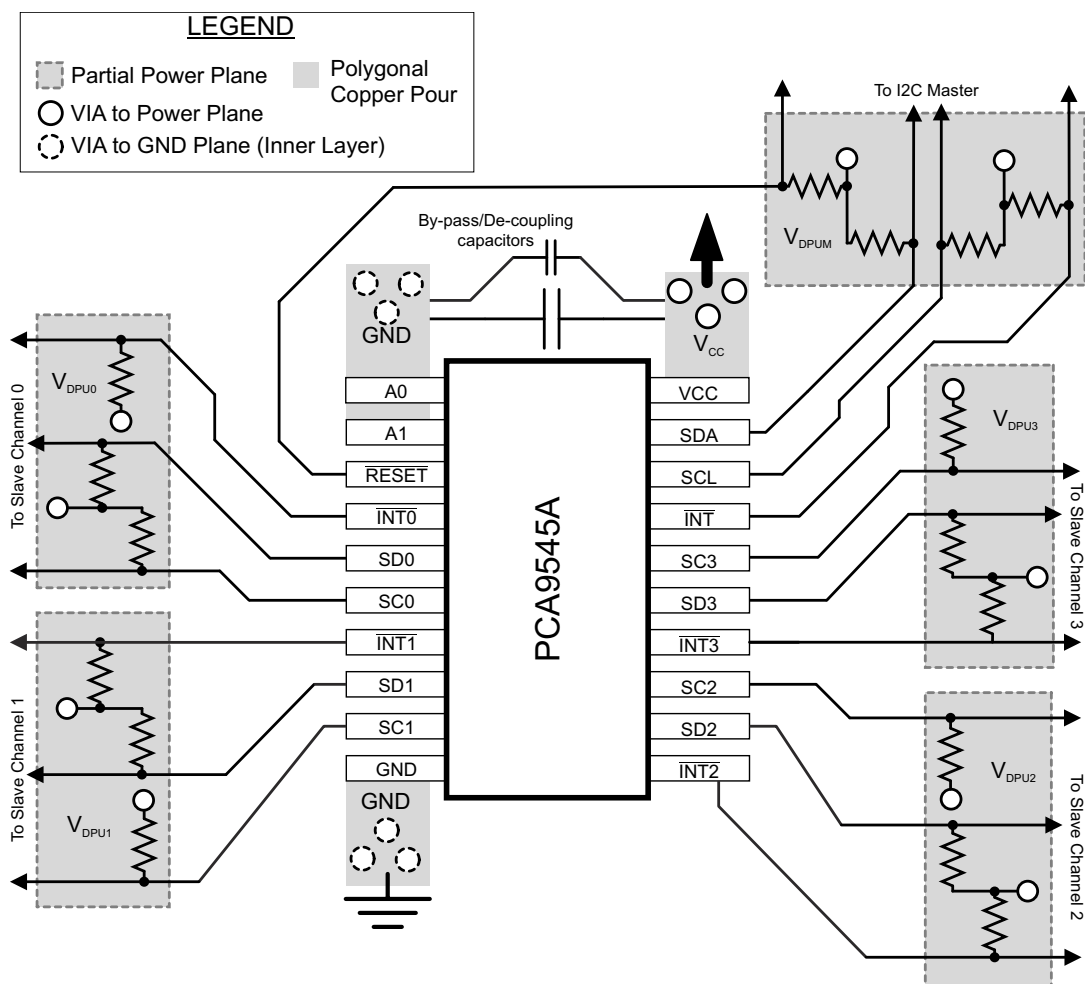 LEGEND
Partial Power Plane
Polygonal
Copper Pour
VIA to Power Plane
VIA to GND Plane (Inner Layer)
To I2C Master
By-pass/De-coupling
capacitors
VDPUM
GND
VCC
VDPU0
To Slave Channel 0
VDPU1
To Slave Channel 1
A0
A1
RESET
INT0
SD0
SC0
INT1
SD1
SC1
GND
GND
PCA9545A
VCC
SDA
SCL
INT
SC3
SD3
INT3
SC2
SD2
INT2
VDPU3
To Slave Channel 3
VDPU2
To Slave Channel 2